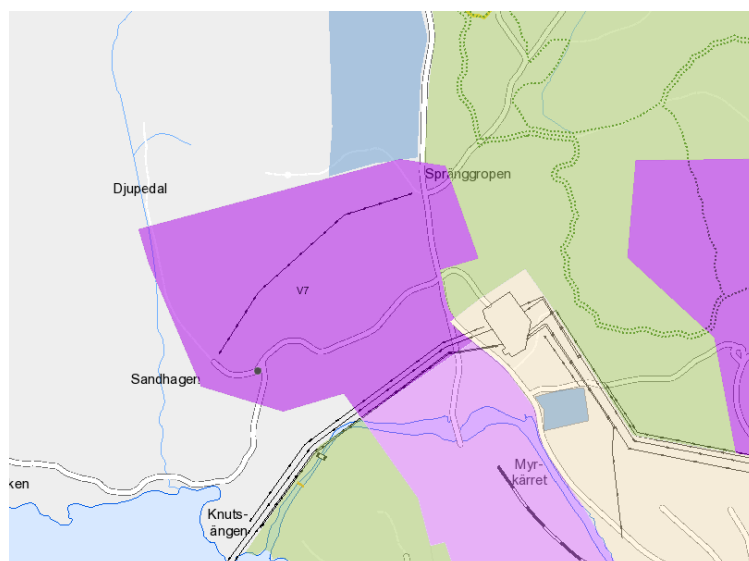 Spränggropen
Djupedal
V7
Sandhagen
Myr-
kärret
ken
Knuts-
ängen